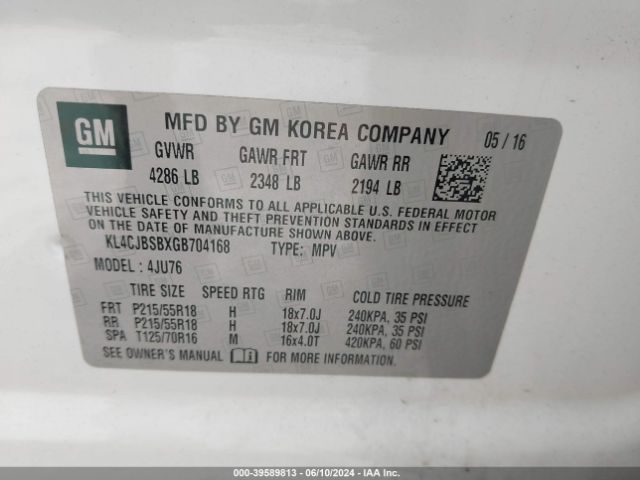 GM
MFD BY GM KOREA COMPANY
05 / 16
GVWR GAWR FRT GAWR RR
4286 LB 2348 LB 2194 LB
THIS VEHICLE CONFORMS TO ALL APPLICABLE U.S. FEDERAL MOTOR
VEHICLE SAFETY AND THEFT PREVENTION STANDARDS IN EFFECT ON
THE DATE OF MANUFACTURE SHOWN ABOVE.
KL4CJBSBXGB704168 TYPE: MPV
MODEL: 4JU76
TIRE SIZE SPEED RTG RIM COLD TIRE PRESSURE
FRT P215/55R18 H 18x7.0J 240KPA, 35 PSI
RR P215/55R18 H 18x7.0J 240KPA, 35 PSI
SPA T125/70R16 M 16x4.0T 420KPA, 60 PSI
SEE OWNER'S MANUAL FOR MORE INFORMATION.
000-39589813 - 06/10/2024 - IAA Inc.